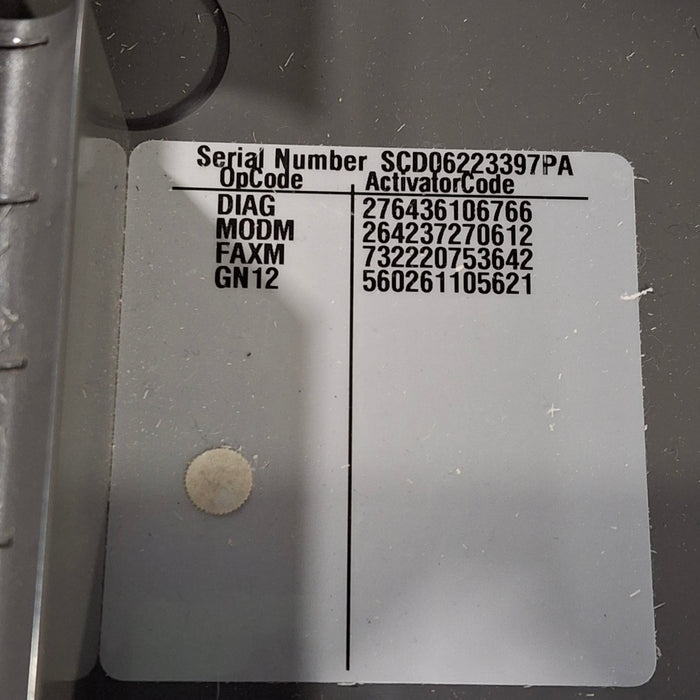 Serial Number SCD06223397PA
OpCode ActivatorCode
DIAG 276436106766
MODM 264237270612
FAXM 732220753642
GN12 560261105621